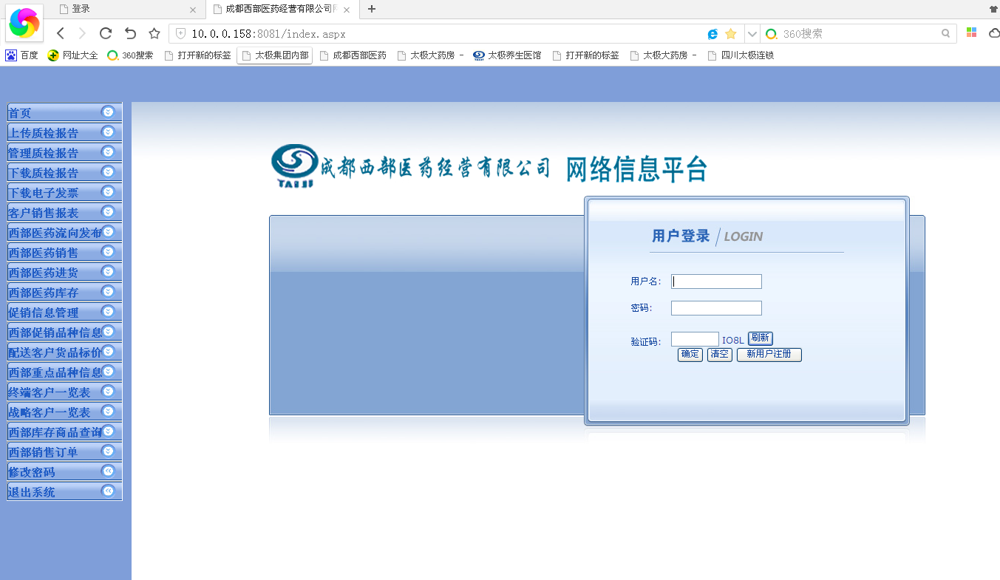 登录
成都西部医药经营有限公司
10.0.0.158:8081/index.aspx
360搜索
百度
网址大全
360搜索
打开新的标签
太极集团内部
成都西部医药
太极大药房 -
太极养生医馆
打开新的标签
太极大药房 -
四川太极连锁
首页
上传质检报告
管理质检报告
下载质检报告
下载电子发票
客户销售报表
西部医药流向发布
西部医药销售
西部医药进货
西部医药库存
促销信息管理
西部促销品种信息
配送客户货品标价
西部重点品种信息
终端客户一览表
战略客户一览表
西部库存商品查询
西部销售订单
修改密码
退出系统
TAIJI
成都西部医药经营有限公司 网络信息平台
用户登录 LOGIN
用户名:
密码:
验证码: IO8L 刷新
确定 清空 新用户注册